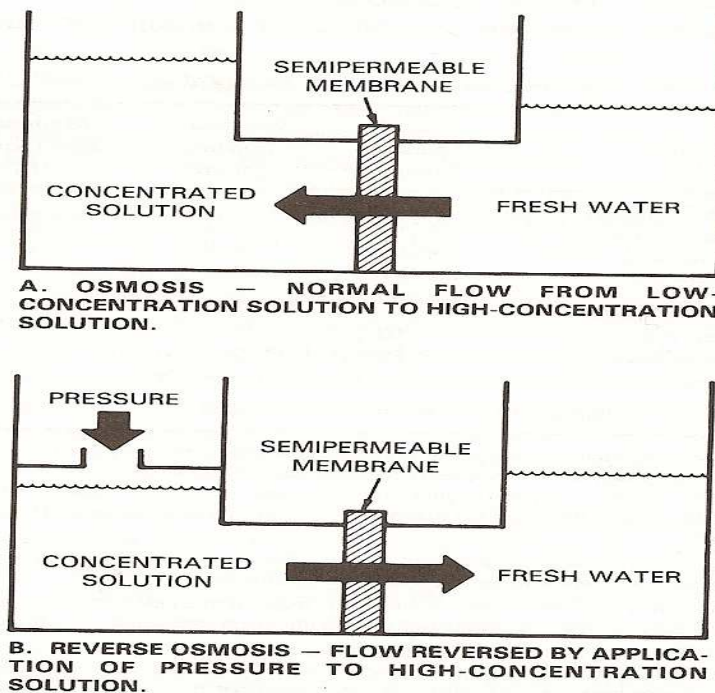 SEMIPERMEABLE
MEMBRANE
CONCENTRATED
SOLUTION
FRESH WATER
A. OSMOSIS — NORMAL FLOW FROM LOW-
CONCENTRATION SOLUTION TO HIGH-CONCENTRATION
SOLUTION.
PRESSURE
SEMIPERMEABLE
MEMBRANE
CONCENTRATED
SOLUTION
FRESH WATER
B. REVERSE OSMOSIS — FLOW REVERSED BY APPLICA-
TION OF PRESSURE TO HIGH-CONCENTRATION
SOLUTION.